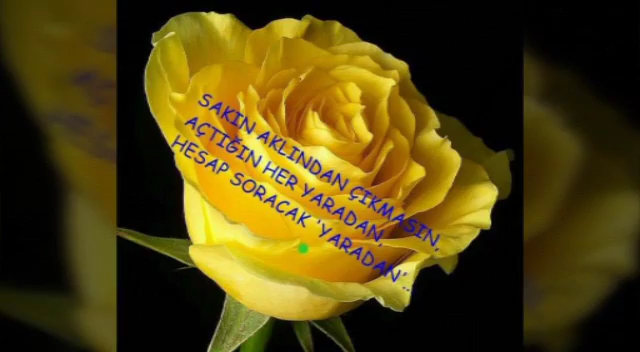 SAKIN AKLINDAN ÇIKMASIN,
AÇTIĞIN HER YARADAN,
HESAP SORACAK 'YARADAN'..